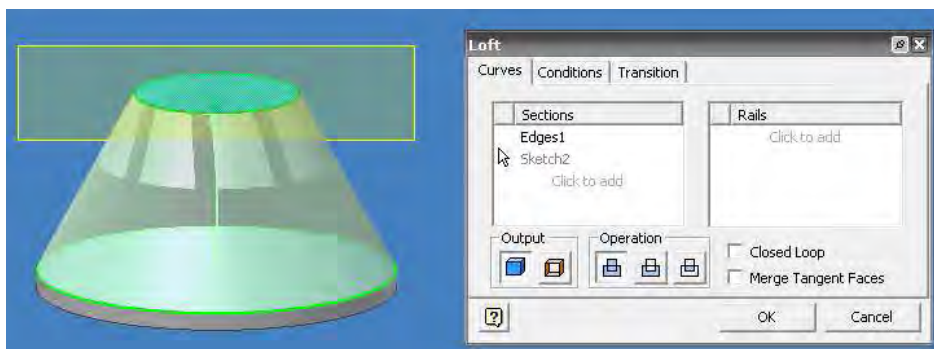 Loft
Curves Conditions Transition
Sections
Edges1
Sketch2
Click to add
Rails
Click to add
Output
Operation
Closed Loop
Merge Tangent Faces
?
OK Cancel